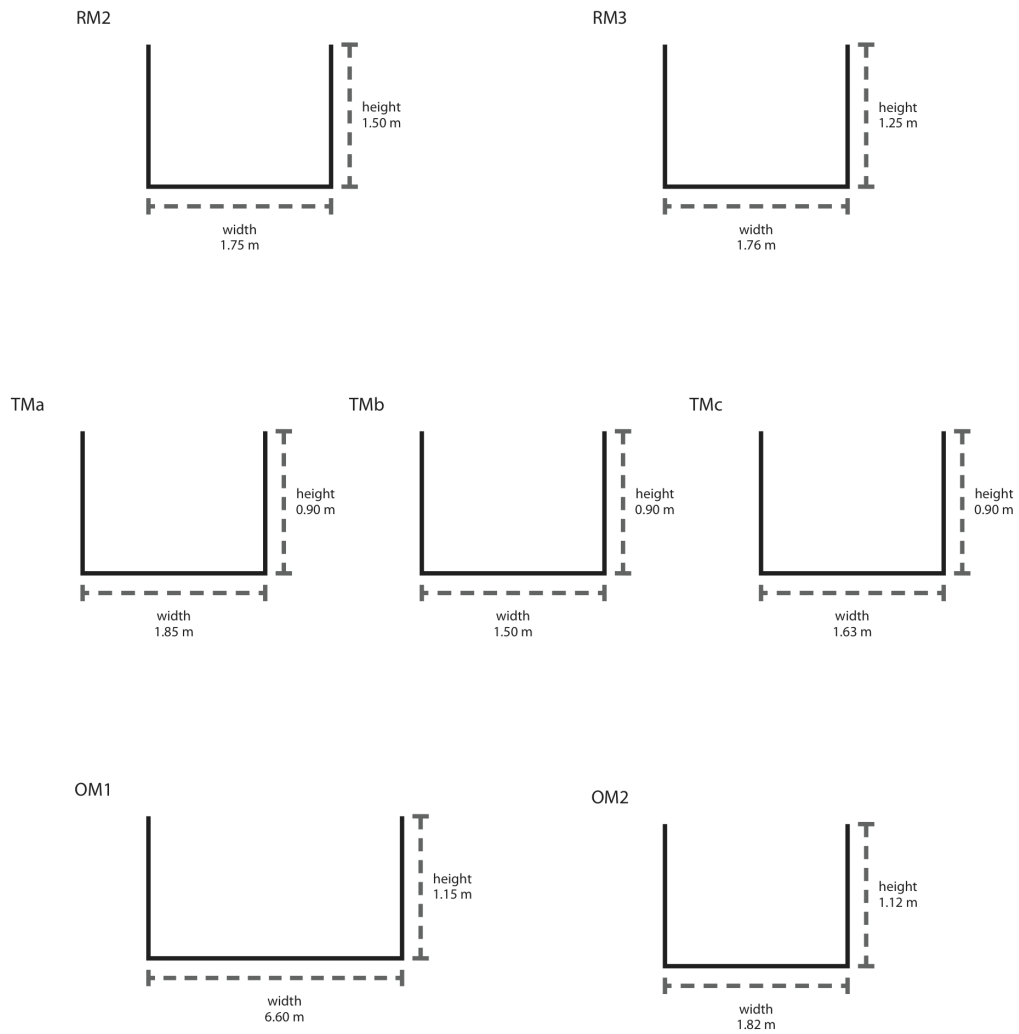 RM2
RM3
height
1.50 m
height
1.25 m
width
1.75 m
width
1.76 m
TMa
TMb
TMc
height
0.90 m
height
0.90 m
height
0.90 m
width
1.85 m
width
1.50 m
width
1.63 m
OM1
OM2
height
1.15 m
height
1.12 m
width
6.60 m
width
1.82 m